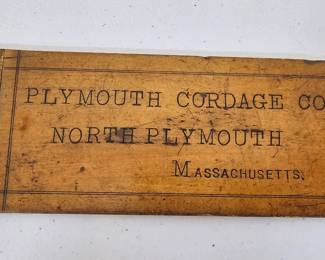 PLYMOUTH CORDAGE CO
NORTH PLYMOUTH
MASSACHUSETTS.